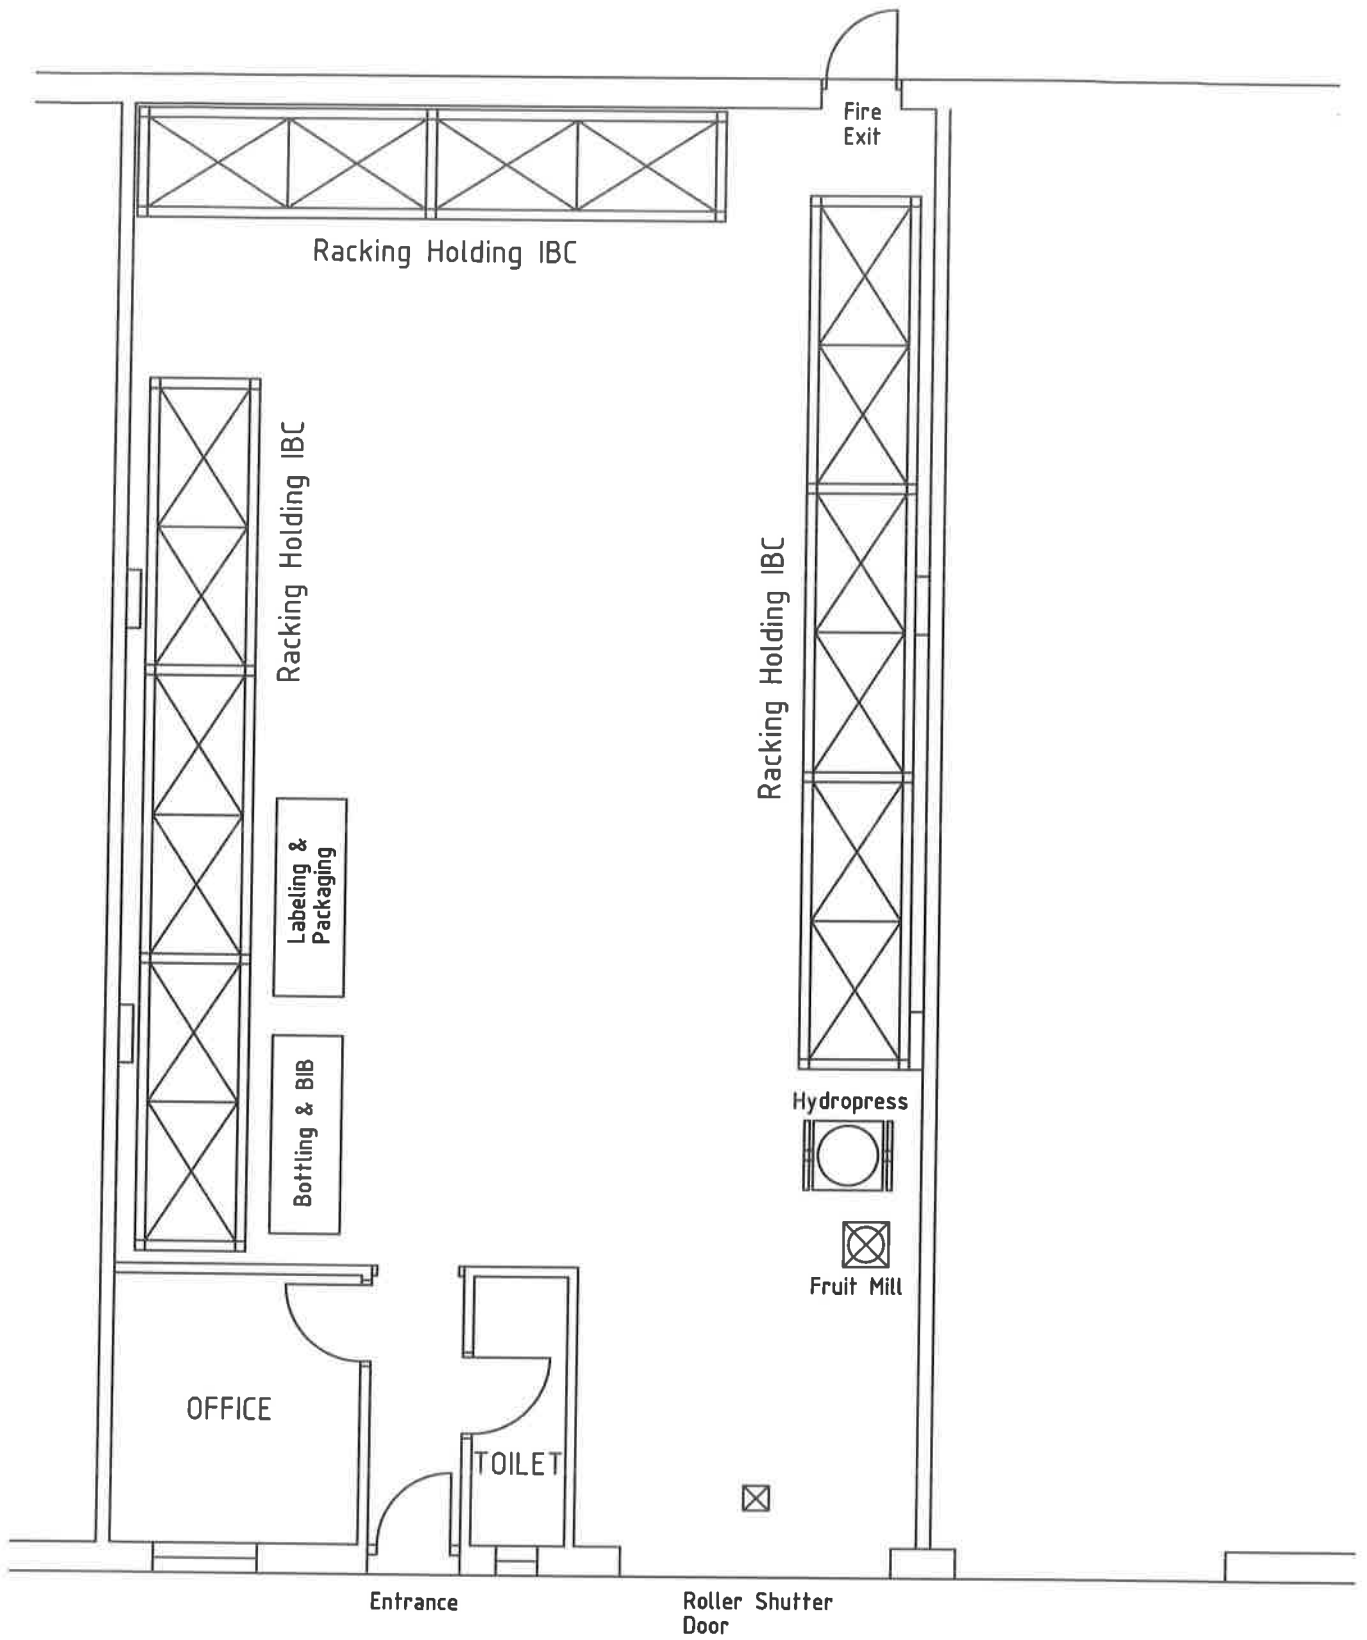 Fire
Exit
Racking Holding IBC
Racking Holding IBC
Racking Holding IBC
Labeling &
Packaging
Bottling & BIB
Hydropress
Fruit Mill
OFFICE
TOILET
Entrance
Roller Shutter
Door